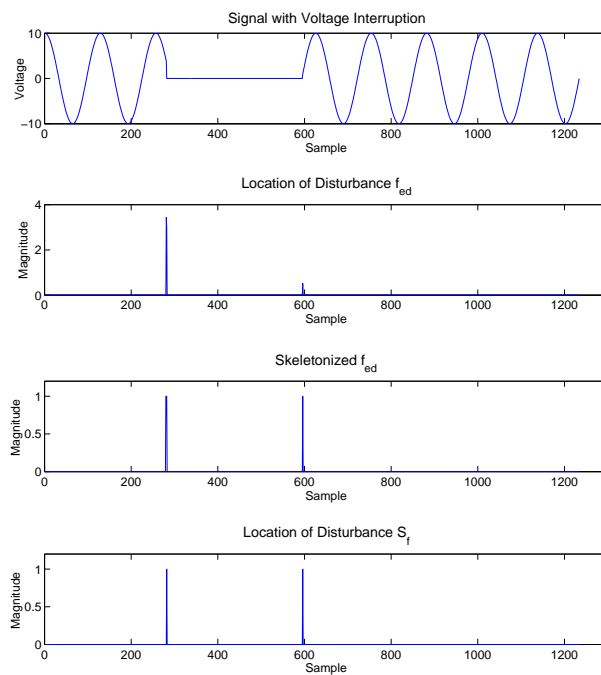 Signal with Voltage Interruption
10
0
−10
Voltage
0 200 400 600 800 1000 1200
Sample
Location of Disturbance f_ed
4
2
0
Magnitude
0 200 400 600 800 1000 1200
Sample
Skeletonized f_ed
1
0.5
0
Magnitude
0 200 400 600 800 1000 1200
Sample
Location of Disturbance S_f
1
0.5
0
Magnitude
0 200 400 600 800 1000 1200
Sample